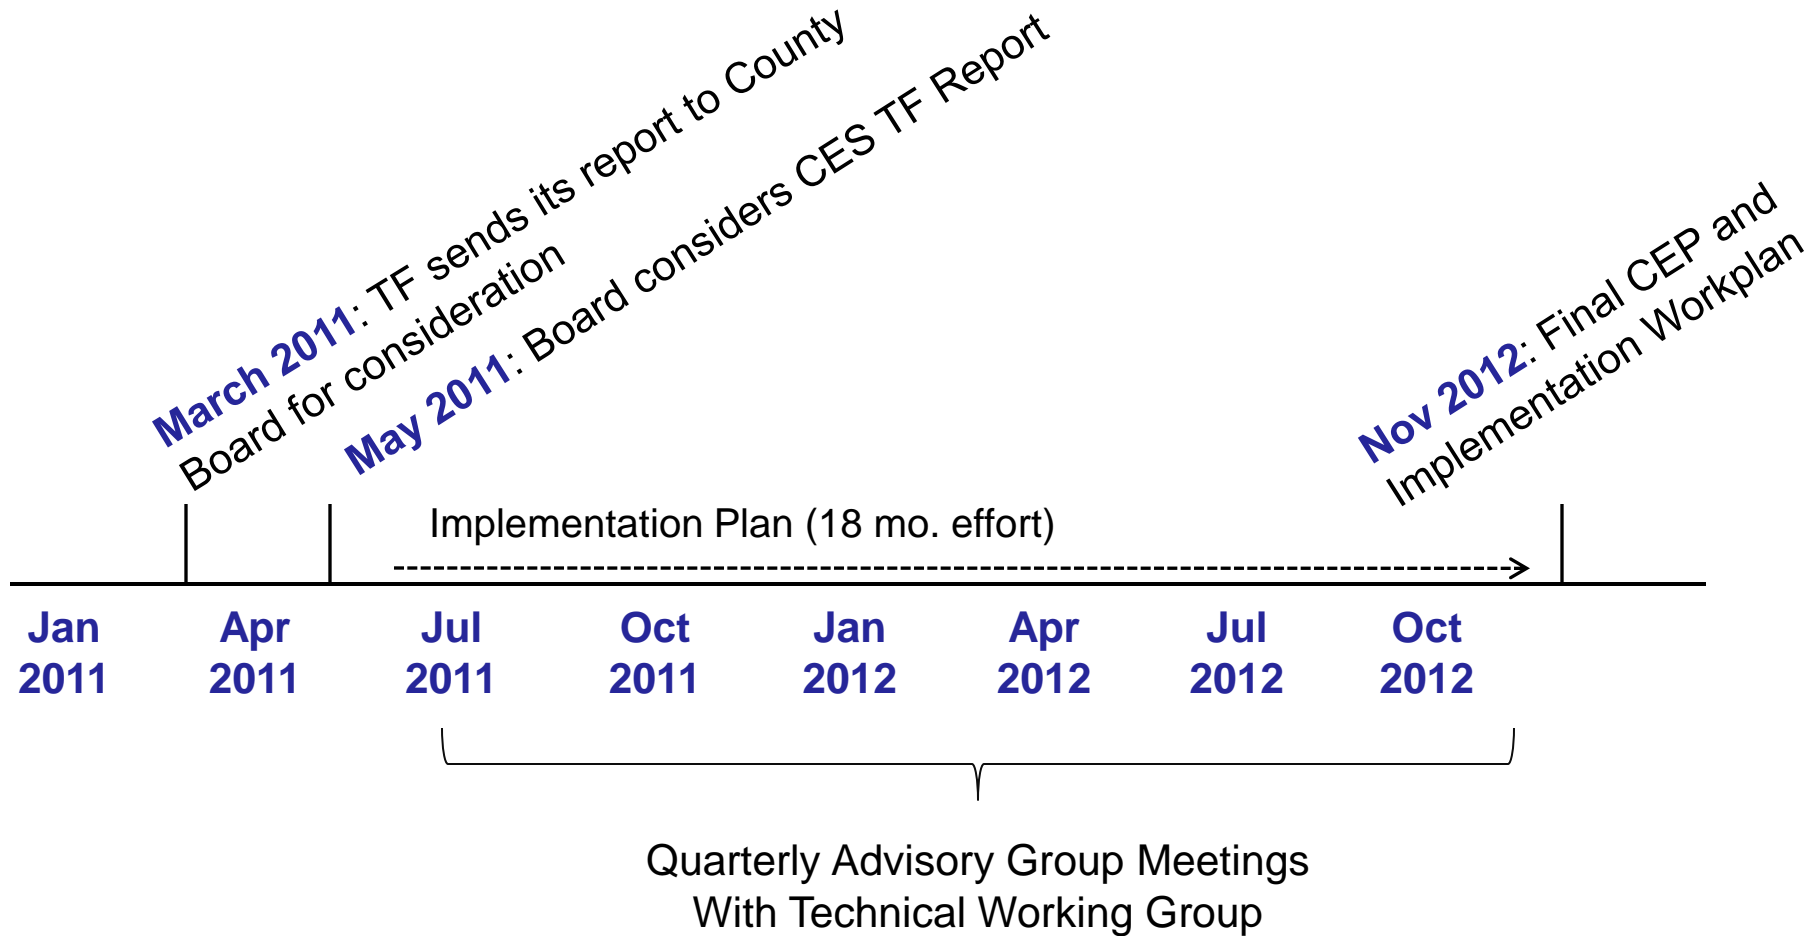 March 2011: TF sends its report to County
Board for consideration
May 2011: Board considers CES TF Report
Nov 2012: Final CEP and
Implementation Workplan
Implementation Plan (18 mo. effort)
Jan
2011
Apr
2011
Jul
2011
Oct
2011
Jan
2012
Apr
2012
Jul
2012
Oct
2012
Quarterly Advisory Group Meetings
With Technical Working Group